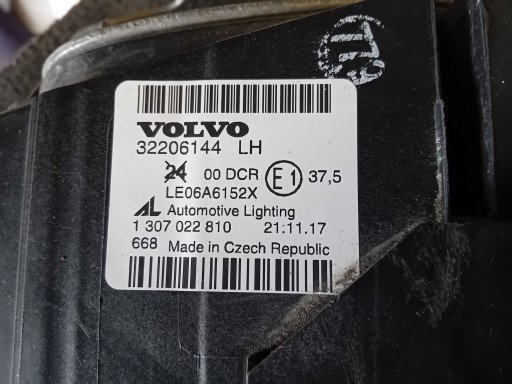 VOLVO
32206144 LH
24 00 DCR E1 37,5
LE06A6152X
AL Automotive Lighting
1 307 022 810 21.11.17
668 Made in Czech Republic